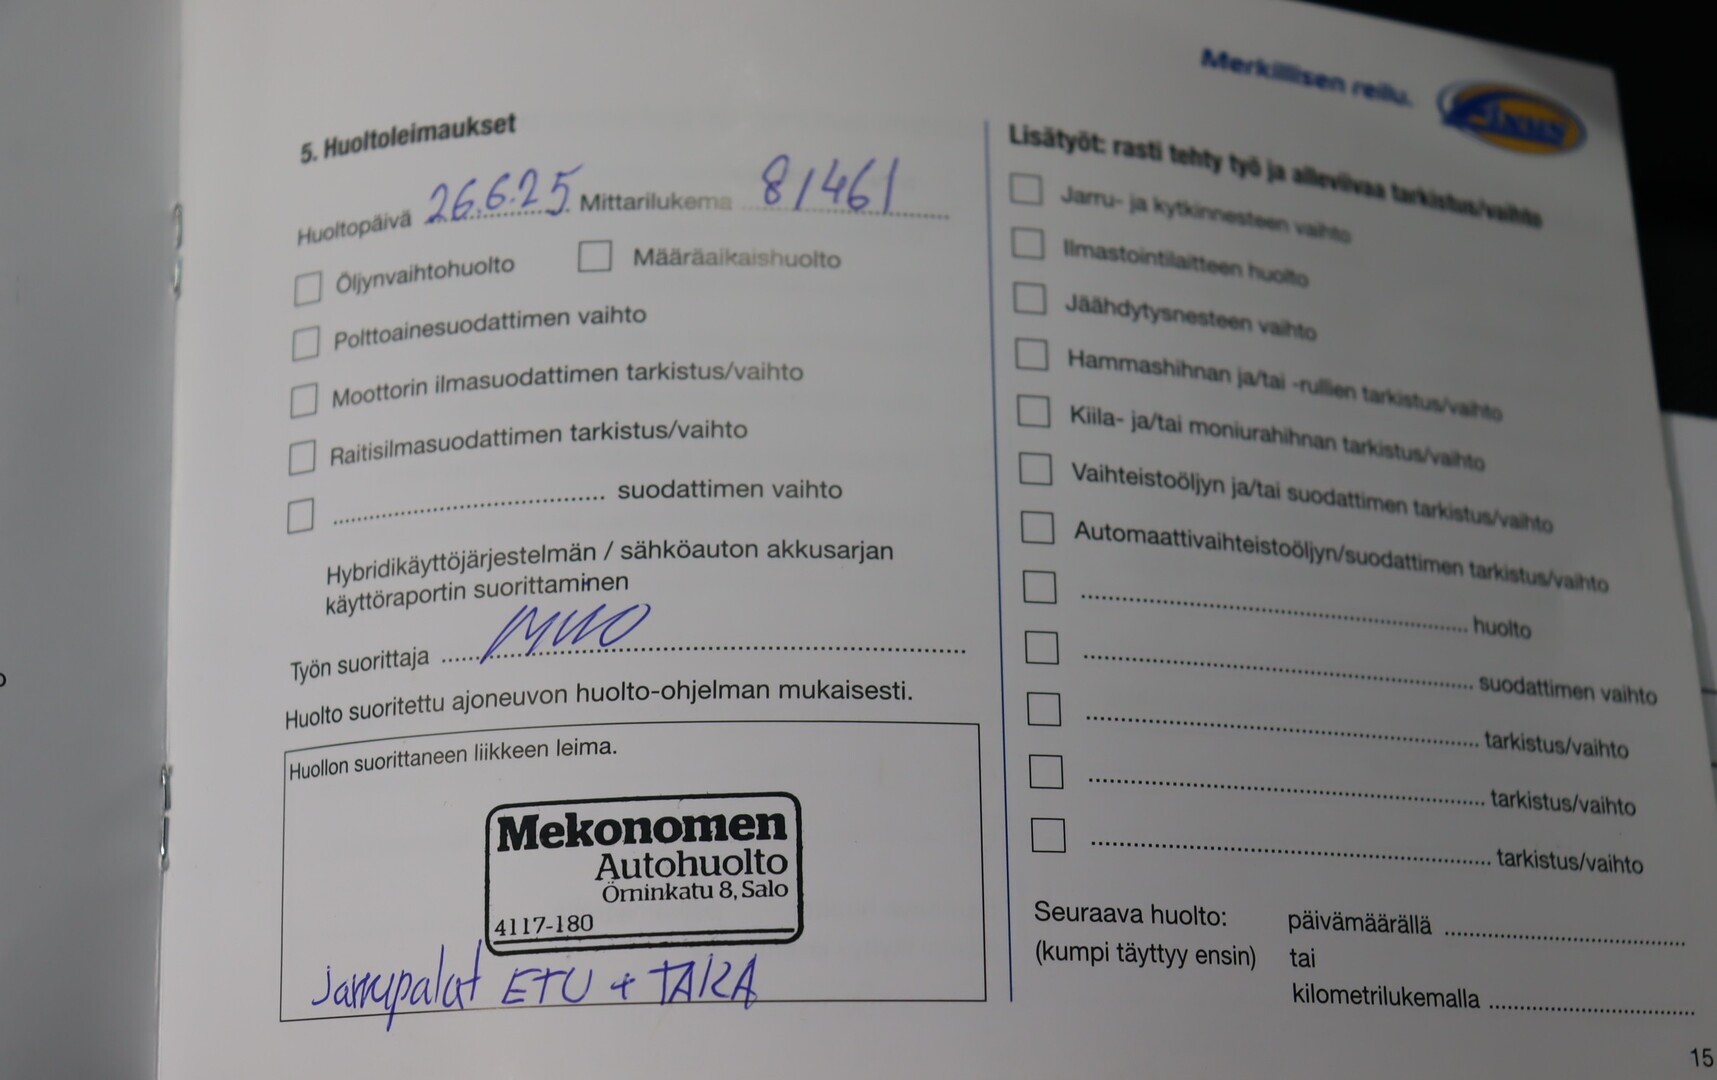 Merkillisen reilu.
Fixus
5. Huoltoleimaukset
Huoltopäivä 26.6.25 Mittarilukema 81461
Öljynvaihtohuolto Määräaikaishuolto
Polttoainesuodattimen vaihto
Moottorin ilmasuodattimen tarkistus/vaihto
Raitisilmasuodattimen tarkistus/vaihto
suodattimen vaihto
Hybridikäyttöjärjestelmän / sähköauton akkusarjan
käyttöraportin suorittaminen
Työn suorittaja
Huolto suoritettu ajoneuvon huolto-ohjelman mukaisesti.
Huollon suorittaneen liikkeen leima.
Mekonomen
Autohuolto
Örninkatu 8, Salo
4117-180
Jarrupalat ETU + TAKA
Lisätyöt: rasti tehty työ ja alleviivaa tarkistus/vaihto
Jarru- ja kytkinnesteen vaihto
Ilmastointilaitteen huolto
Jäähdytysnesteen vaihto
Hammashihnan ja/tai -rullien tarkistus/vaihto
Kiila- ja/tai moniurahihnan tarkistus/vaihto
Vaihteistoöljyn ja/tai suodattimen tarkistus/vaihto
Automaattivaihteistoöljyn/suodattimen tarkistus/vaihto
huolto
suodattimen vaihto
tarkistus/vaihto
tarkistus/vaihto
tarkistus/vaihto
Seuraava huolto: päivämäärällä
(kumpi täyttyy ensin) tai
kilometrilukemalla
15